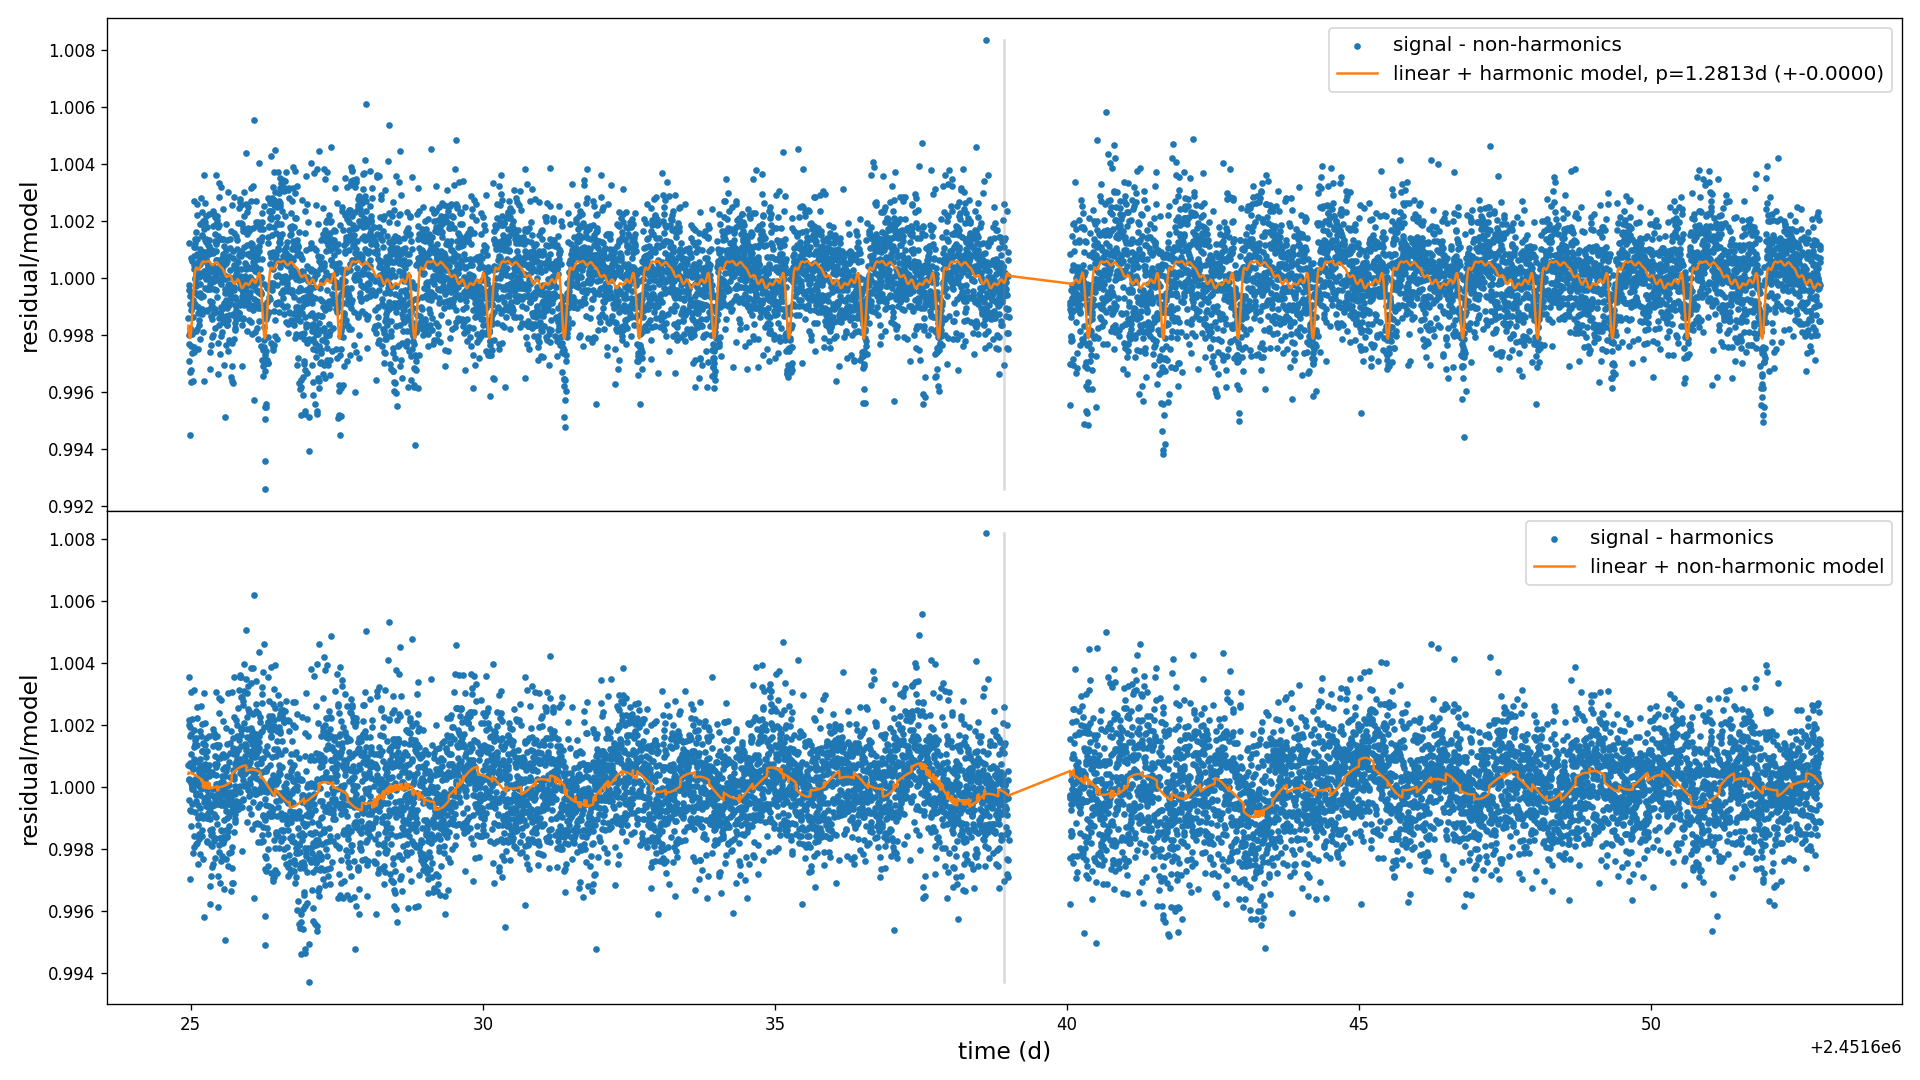 signal - non-harmonics
linear + harmonic model, p=1.2813d (+-0.0000)
residual/model
1.008
1.006
1.004
1.002
1.000
0.998
0.996
0.994
0.992
signal - harmonics
linear + non-harmonic model
residual/model
1.008
1.006
1.004
1.002
1.000
0.998
0.996
0.994
25
30
35
40
45
50
time (d)
+2.4516e6